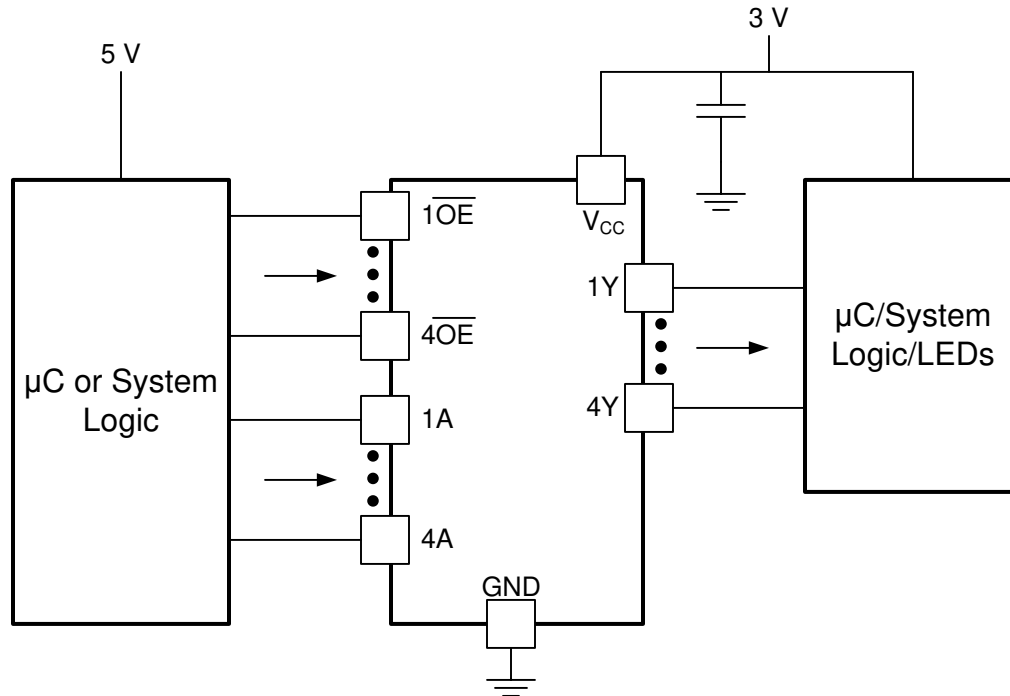 3 V
5 V
1OE
VCC
1Y
4OE
µC or System
Logic
1A
4Y
µC/System
Logic/LEDs
4A
GND